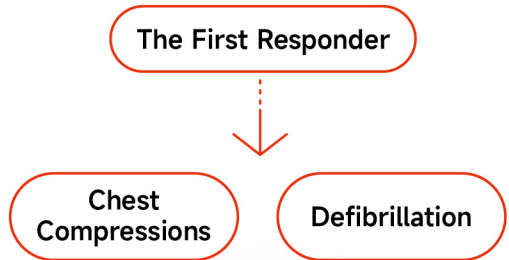 The First Responder
Chest
Compressions
Defibrillation